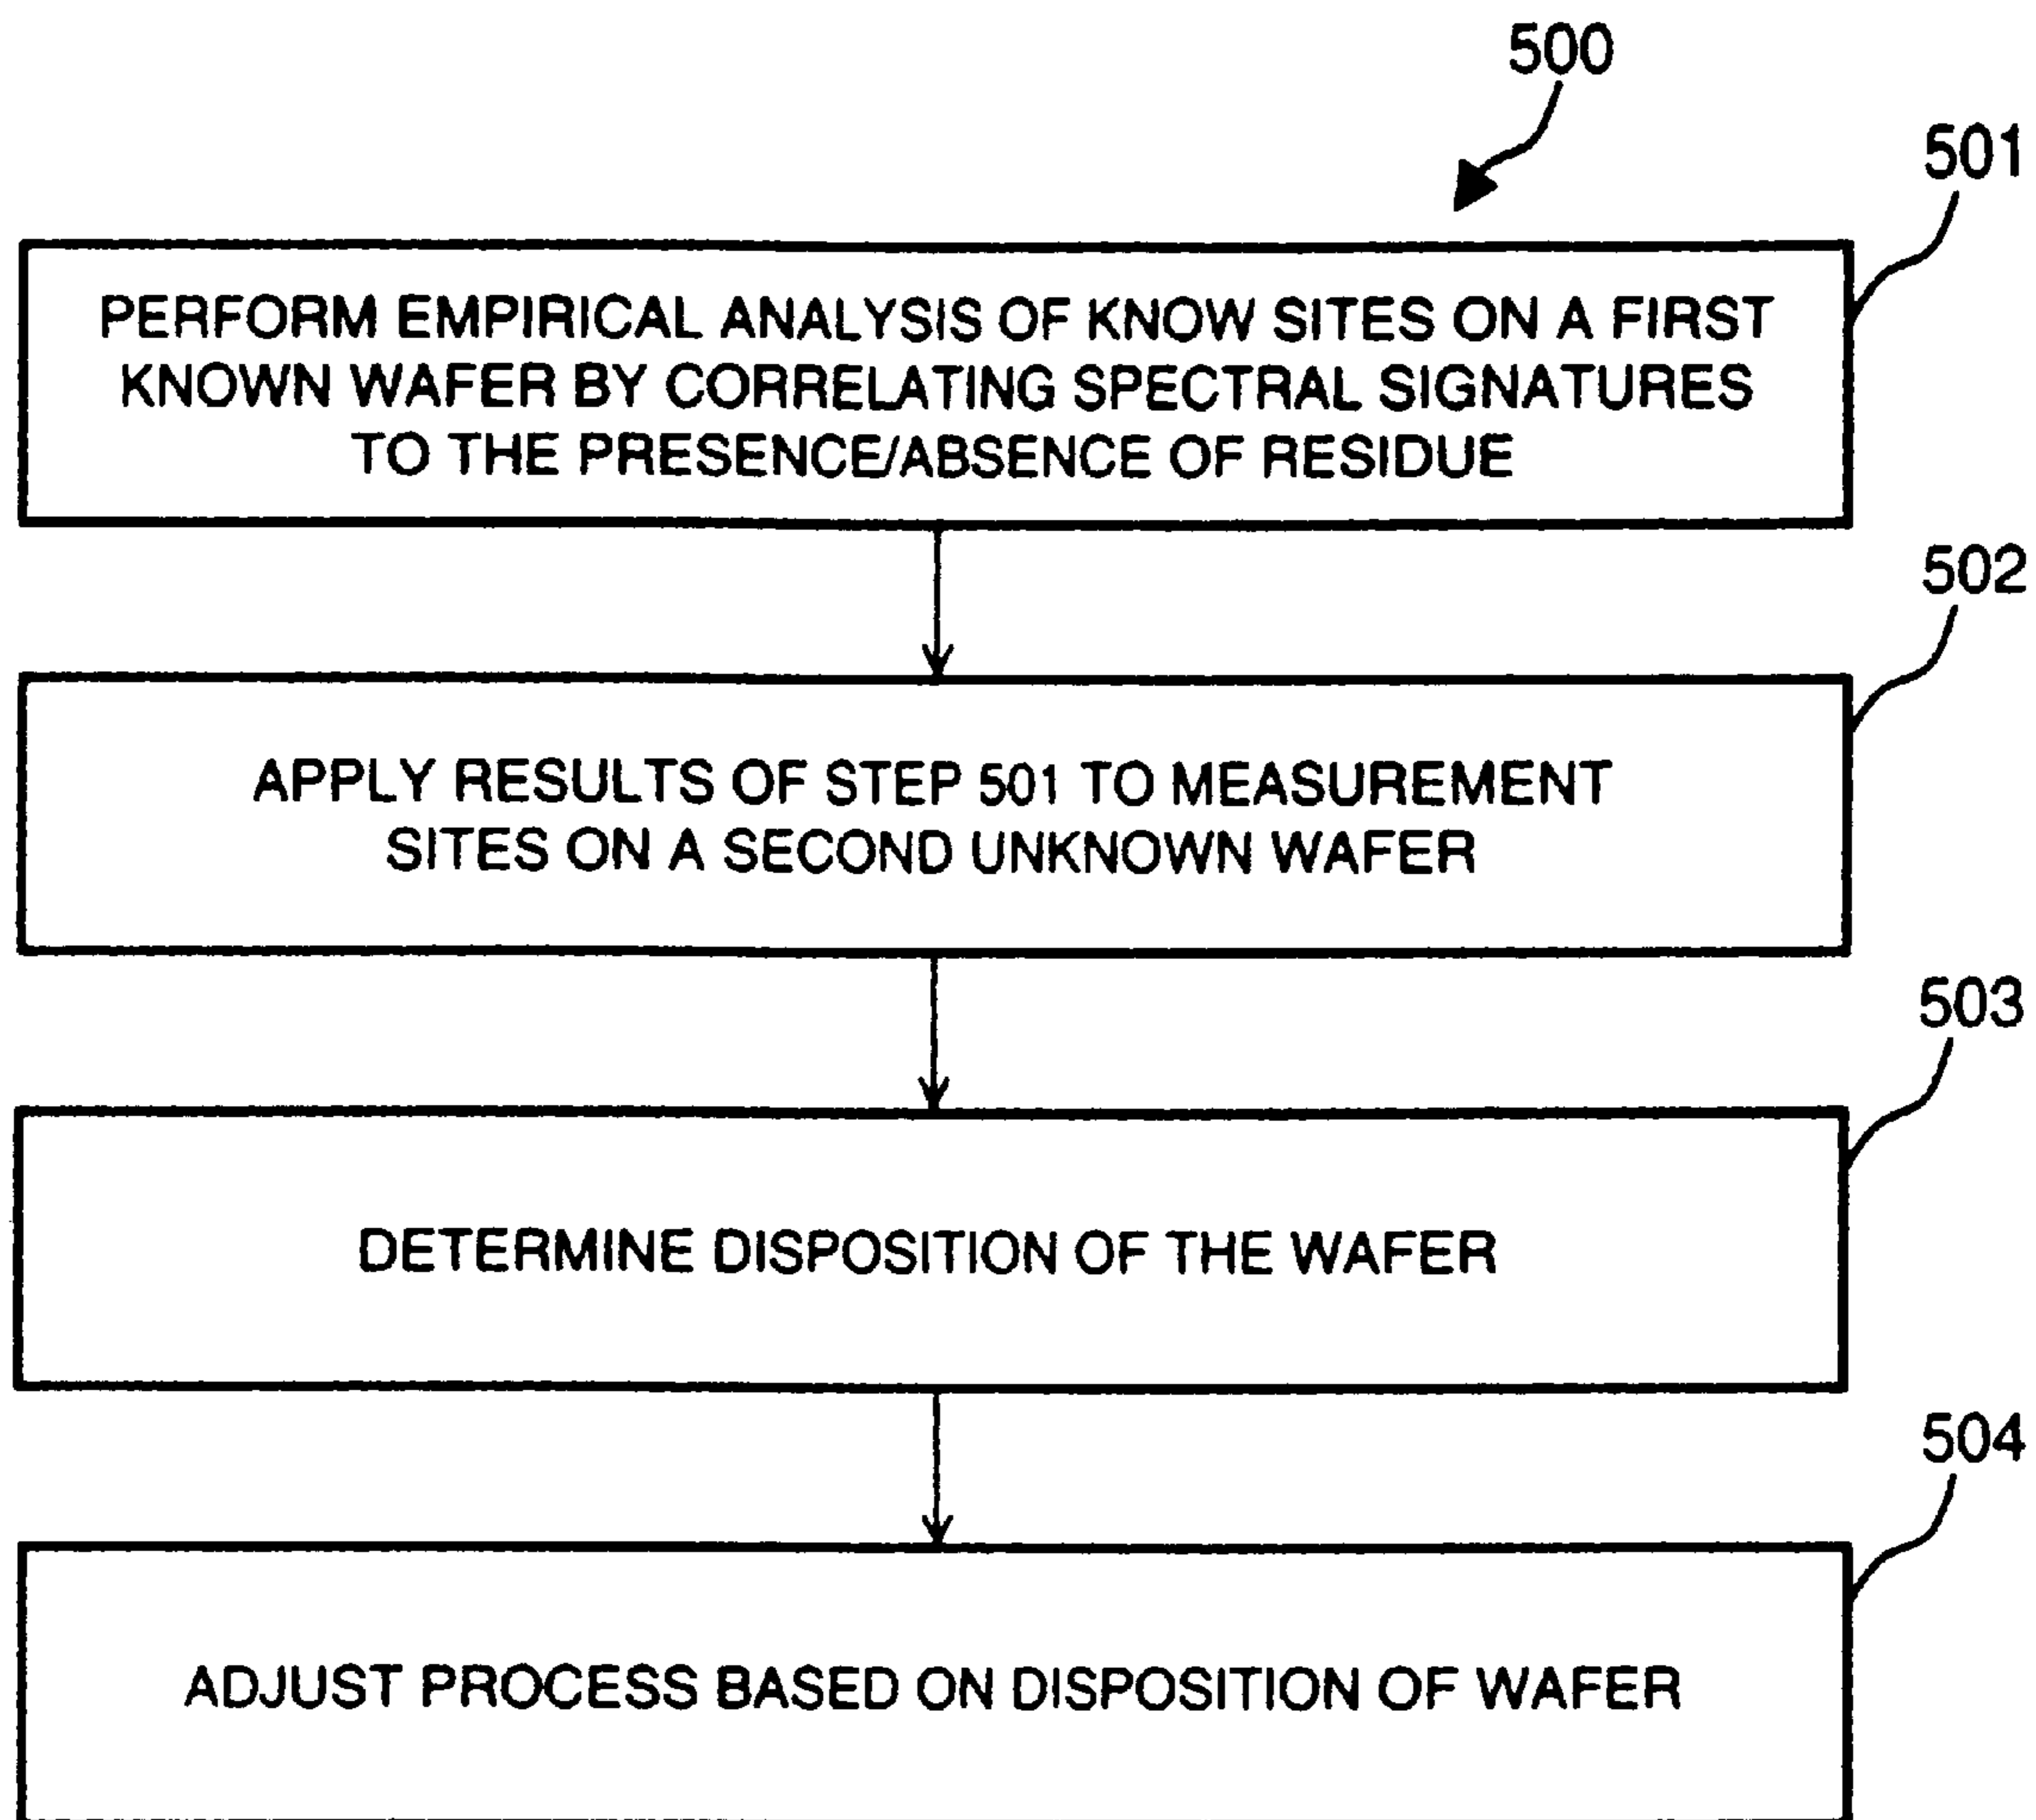 500
501
PERFORM EMPIRICAL ANALYSIS OF KNOW SITES ON A FIRST
KNOWN WAFER BY CORRELATING SPECTRAL SIGNATURES
TO THE PRESENCE/ABSENCE OF RESIDUE
502
APPLY RESULTS OF STEP 501 TO MEASUREMENT
SITES ON A SECOND UNKNOWN WAFER
503
DETERMINE DISPOSITION OF THE WAFER
504
ADJUST PROCESS BASED ON DISPOSITION OF WAFER